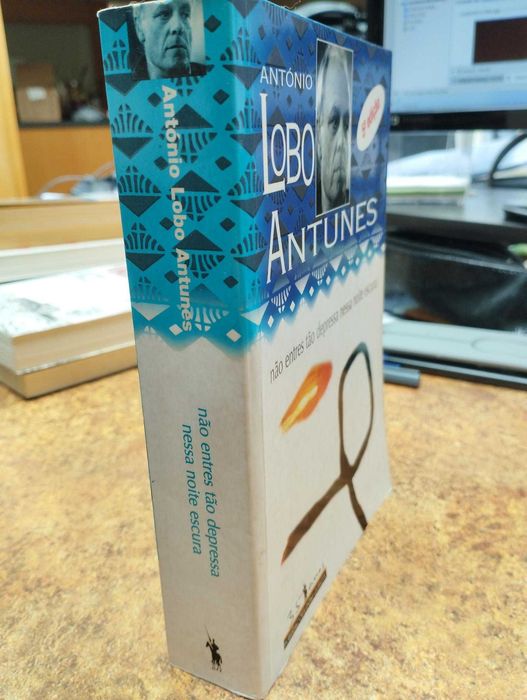 António Lobo Antunes
não entres tão depressa
nessa noite escura
ANTÓNIO
LOBO
ANTUNES
não entres tão depressa nessa noite escura